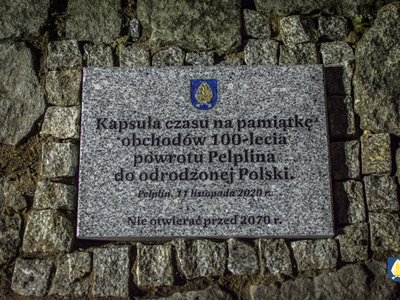 Kapsuła czasu na pamiątkę
obchodów 100-lecia
powrotu Pelplina
do odrodzonej Polski.
Pelplin, 11 listopada 2020 r.
Nie otwierać przed 2070 r.